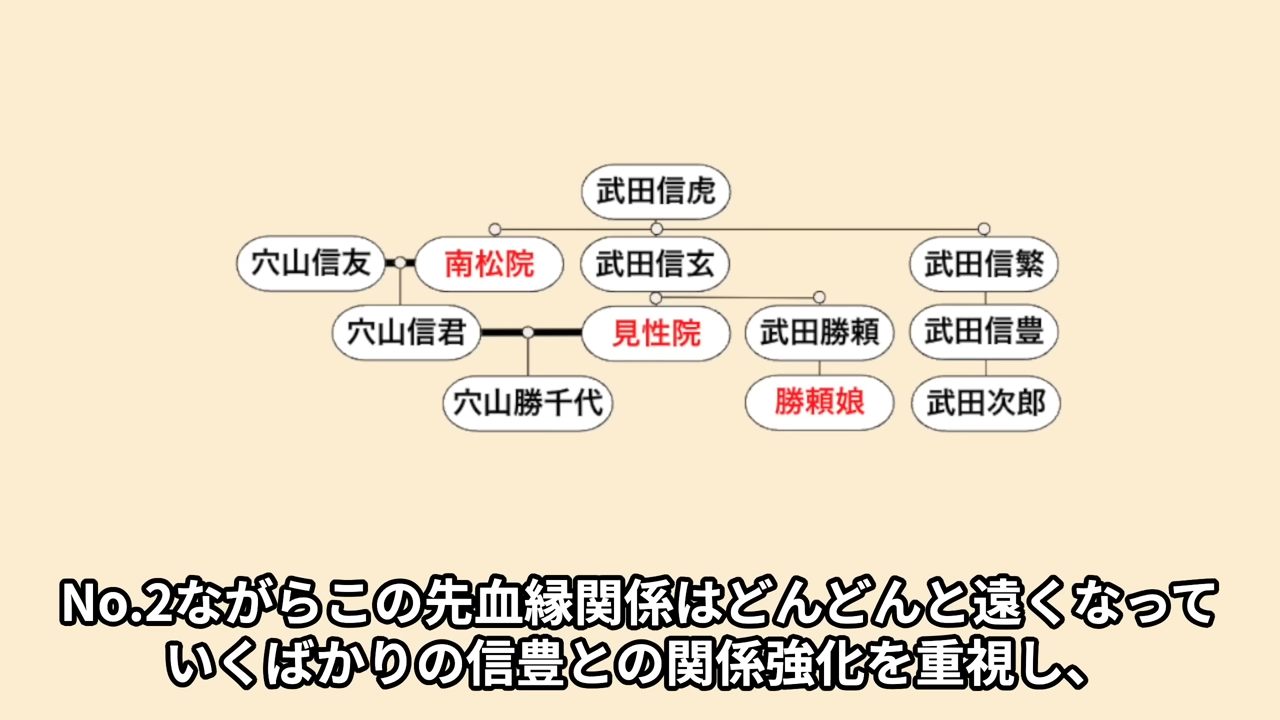 武田信虎
穴山信友 南松院 武田信玄 武田信繁
穴山信君 見性院 武田勝頼 武田信豊
穴山勝千代 勝頼娘 武田次郎
No.2ながらこの先血縁関係はどんどんと遠くなって
いくばかりの信豊との関係強化を重視し、